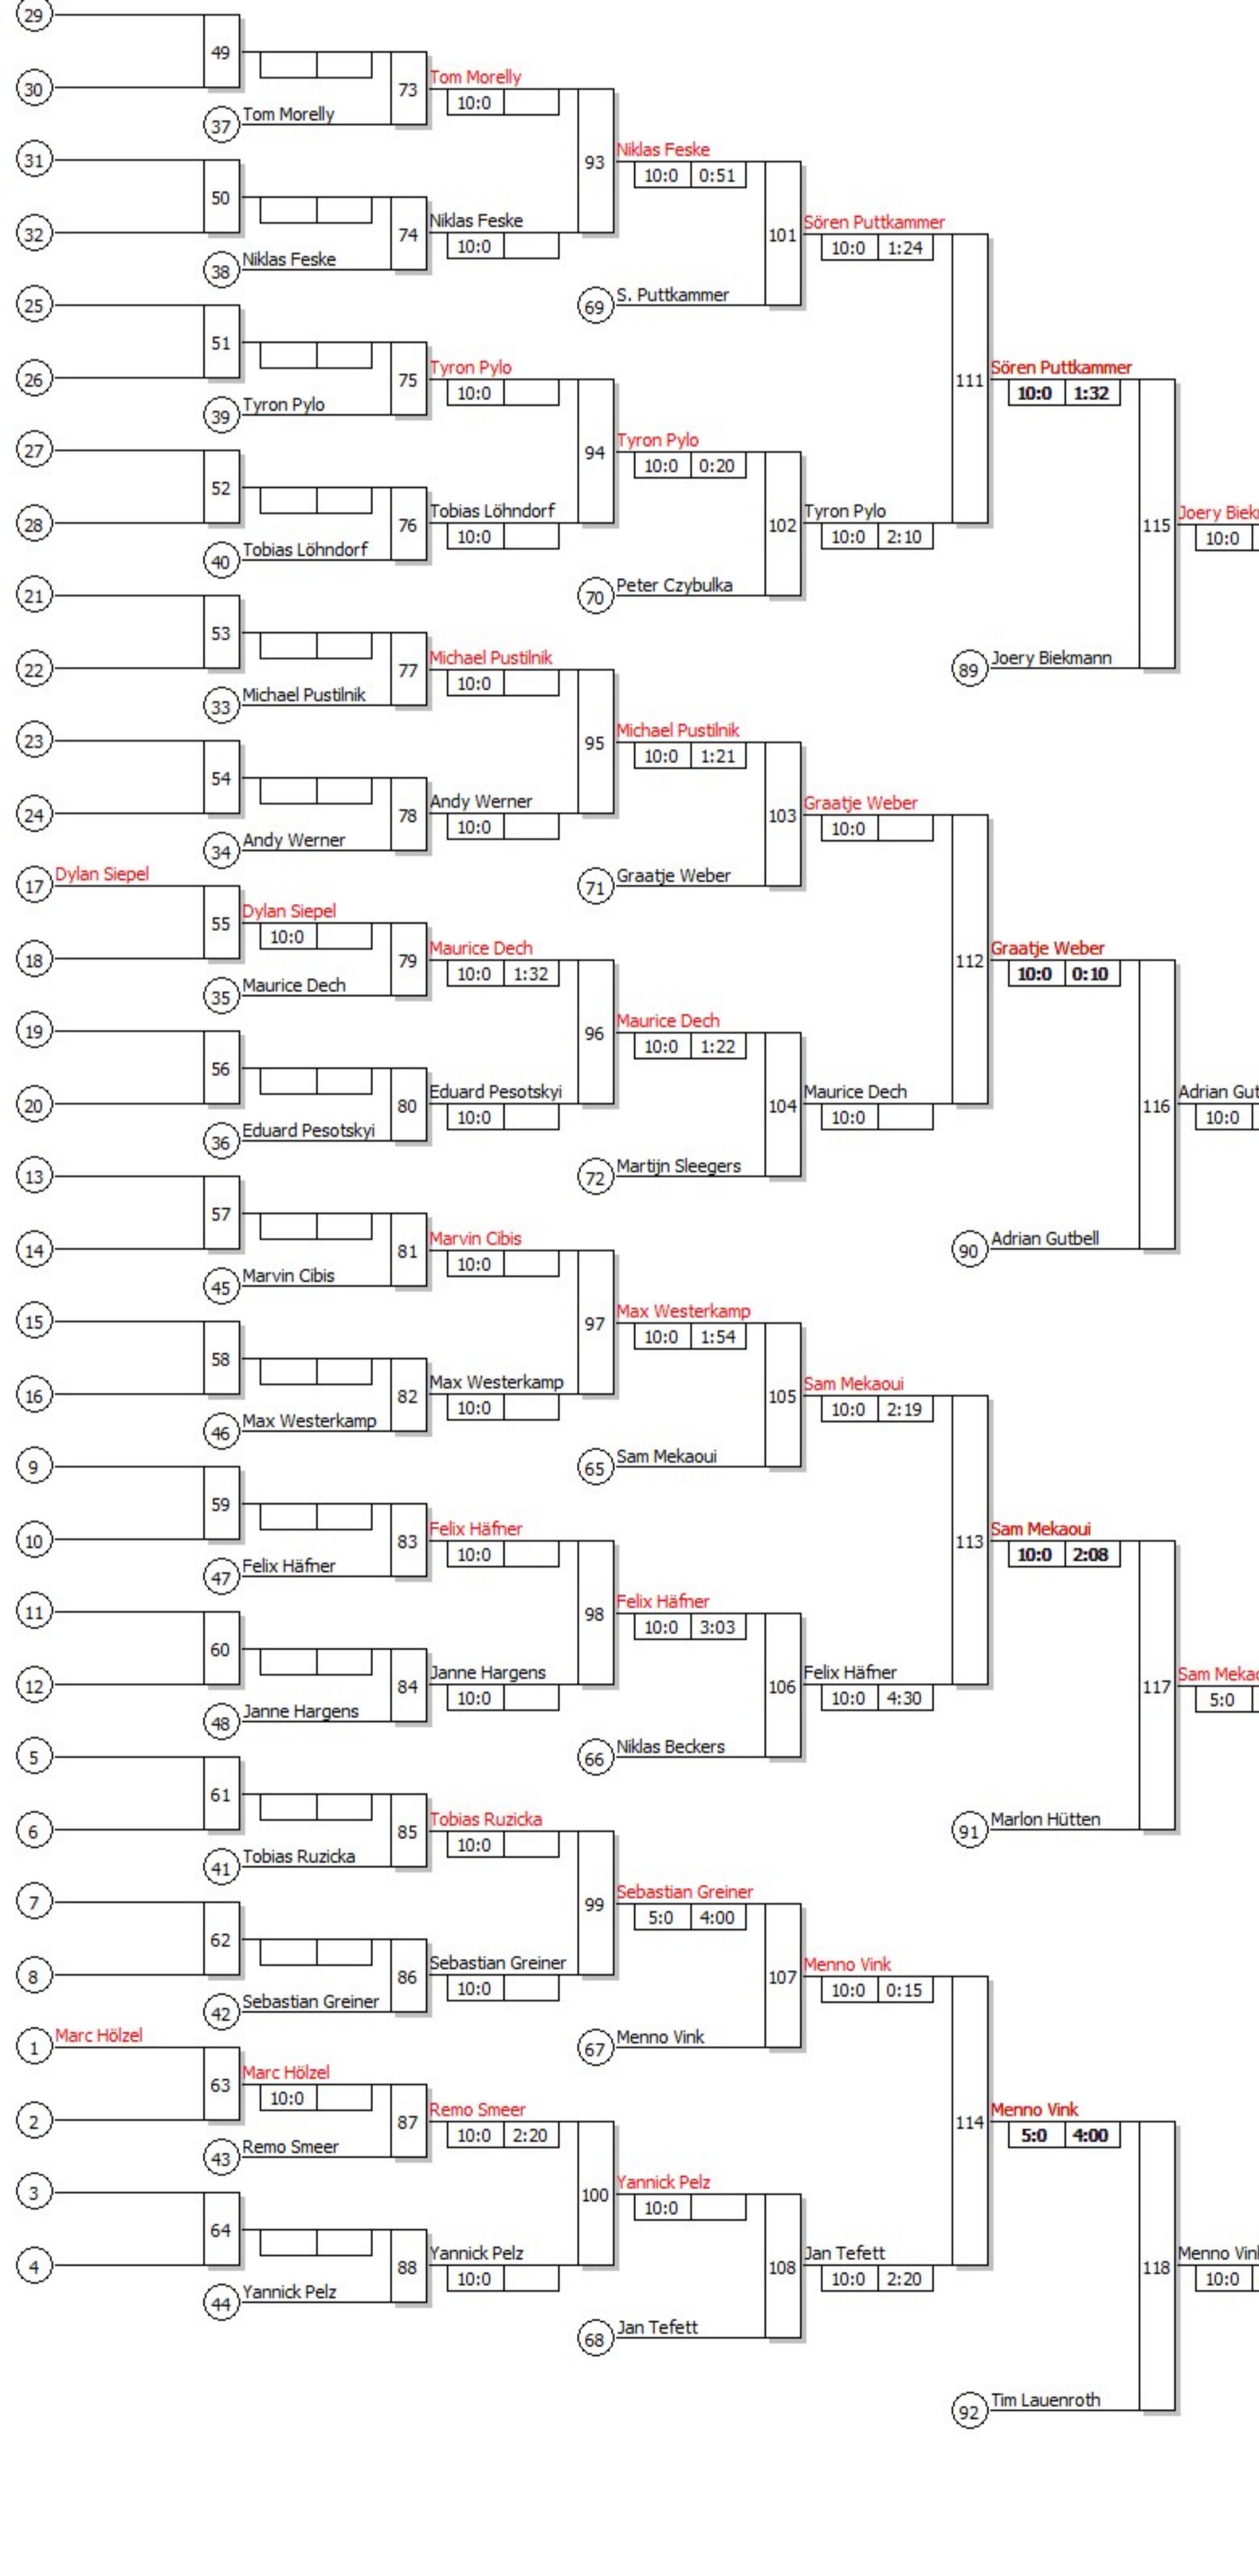 29
49
30
73
Tom Morelly
10:0
37
Tom Morelly
31
93
Niklas Feske
10:0 0:51
50
32
74
Niklas Feske
10:0
38
Niklas Feske
101
Sören Puttkammer
10:0 1:24
25
69
S. Puttkammer
51
26
75
Tyron Pylo
10:0
39
Tyron Pylo
111
Sören Puttkammer
10:0 1:32
27
94
Tyron Pylo
10:0 0:20
52
28
76
Tobias Löhndorf
10:0
40
Tobias Löhndorf
102
Tyron Pylo
10:0 2:10
115
Joery Biek
10:0
21
70
Peter Czybulka
53
22
77
Michael Pustilnik
10:0
33
Michael Pustilnik
89
Joery Biekmann
23
95
Michael Pustilnik
10:0 1:21
54
24
78
Andy Werner
10:0
34
Andy Werner
103
Graatje Weber
10:0
17
Dylan Siepel
71
Graatje Weber
55
Dylan Siepel
10:0
18
79
Maurice Dech
10:0 1:32
35
Maurice Dech
112
Graatje Weber
10:0 0:10
19
96
Maurice Dech
10:0 1:22
56
20
80
Eduard Pesotskyi
10:0
36
Eduard Pesotskyi
104
Maurice Dech
10:0
116
Adrian Gut
10:0
13
72
Martijn Sleegers
57
14
81
Marvin Cibis
10:0
45
Marvin Cibis
90
Adrian Gutbell
15
97
Max Westerkamp
10:0 1:54
58
16
82
Max Westerkamp
10:0
46
Max Westerkamp
105
Sam Mekaoui
10:0 2:19
9
65
Sam Mekaoui
59
10
83
Felix Häfner
10:0
47
Felix Häfner
113
Sam Mekaoui
10:0 2:08
11
98
Felix Häfner
10:0 3:03
60
12
84
Janne Hargens
10:0
48
Janne Hargens
106
Felix Häfner
10:0 4:30
117
Sam Meka
5:0
5
66
Niklas Beckers
61
6
85
Tobias Ruzicka
10:0
41
Tobias Ruzicka
91
Marlon Hütten
7
99
Sebastian Greiner
5:0 4:00
62
8
86
Sebastian Greiner
10:0
42
Sebastian Greiner
107
Menno Vink
10:0 0:15
1
Marc Hölzel
67
Menno Vink
63
Marc Hölzel
10:0
2
87
Remo Smeer
10:0 2:20
43
Remo Smeer
114
Menno Vink
5:0 4:00
3
100
Yannick Pelz
10:0
64
4
88
Yannick Pelz
10:0
44
Yannick Pelz
108
Jan Tefett
10:0 2:20
118
Menno Vin
10:0
68
Jan Tefett
92
Tim Lauenroth